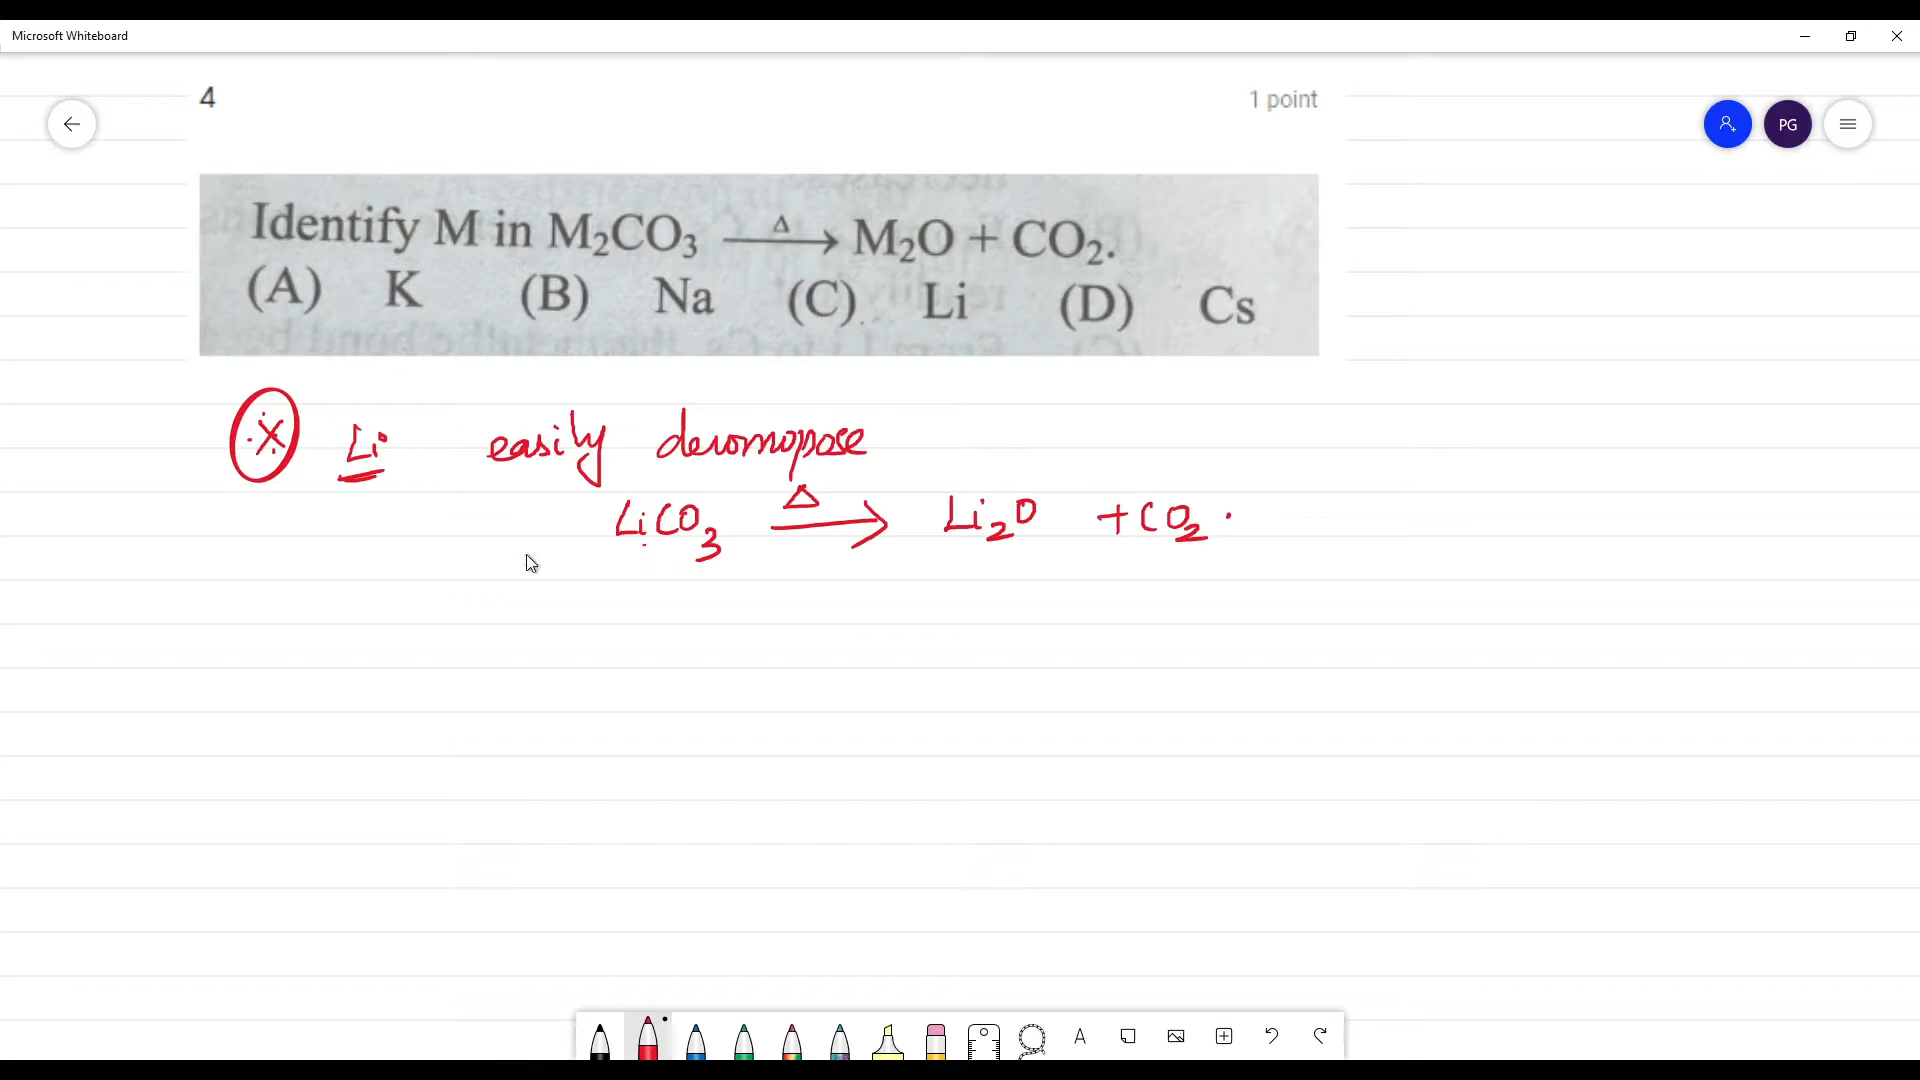 Microsoft Whiteboard
4
1 point
PG
Identify M in M₂CO₃ —Δ→ M₂O + CO₂.
(A) K (B) Na (C) Li (D) Cs
Li easily decomopose
LiCO₃ —Δ→ Li₂O + CO₂ .
A